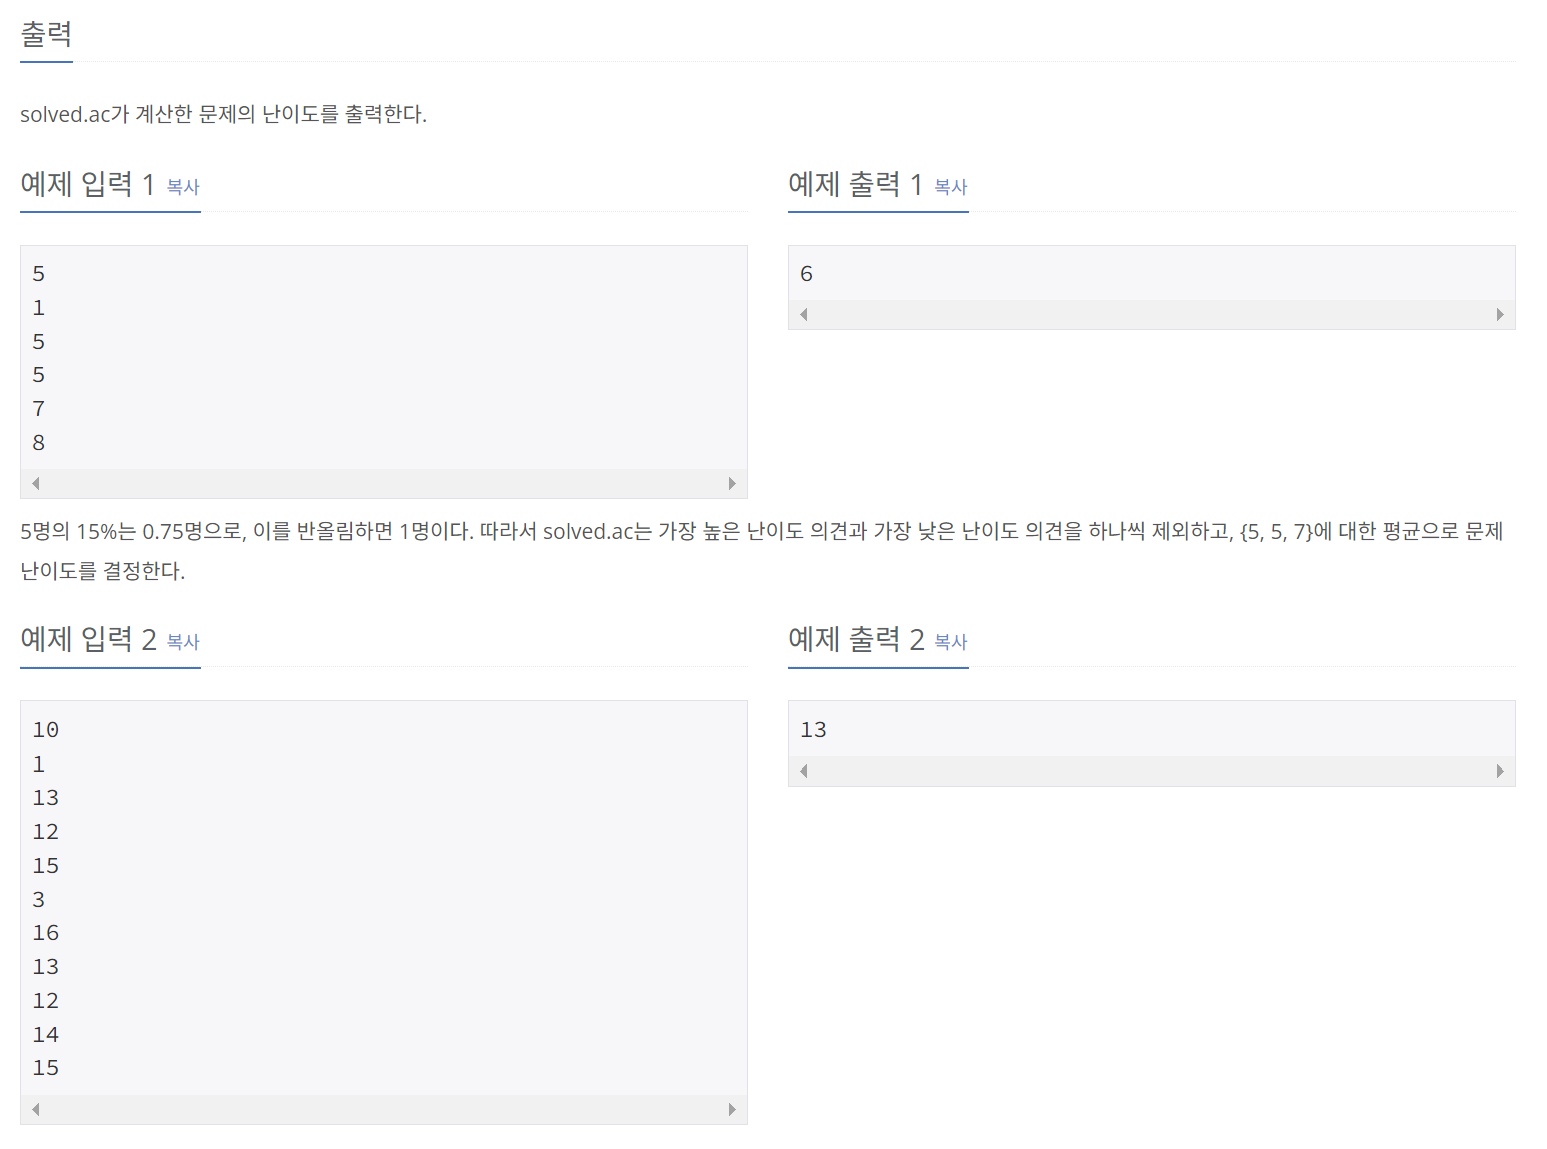 출력
solved.ac가 계산한 문제의 난이도를 출력한다.
예제 입력 1 복사
5
1
5
5
7
8
예제 출력 1 복사
6
5명의 15%는 0.75명으로, 이를 반올림하면 1명이다. 따라서 solved.ac는 가장 높은 난이도 의견과 가장 낮은 난이도 의견을 하나씩 제외하고, {5, 5, 7}에 대한 평균으로 문제
난이도를 결정한다.
예제 입력 2 복사
10
1
13
12
15
3
16
13
12
14
15
예제 출력 2 복사
13